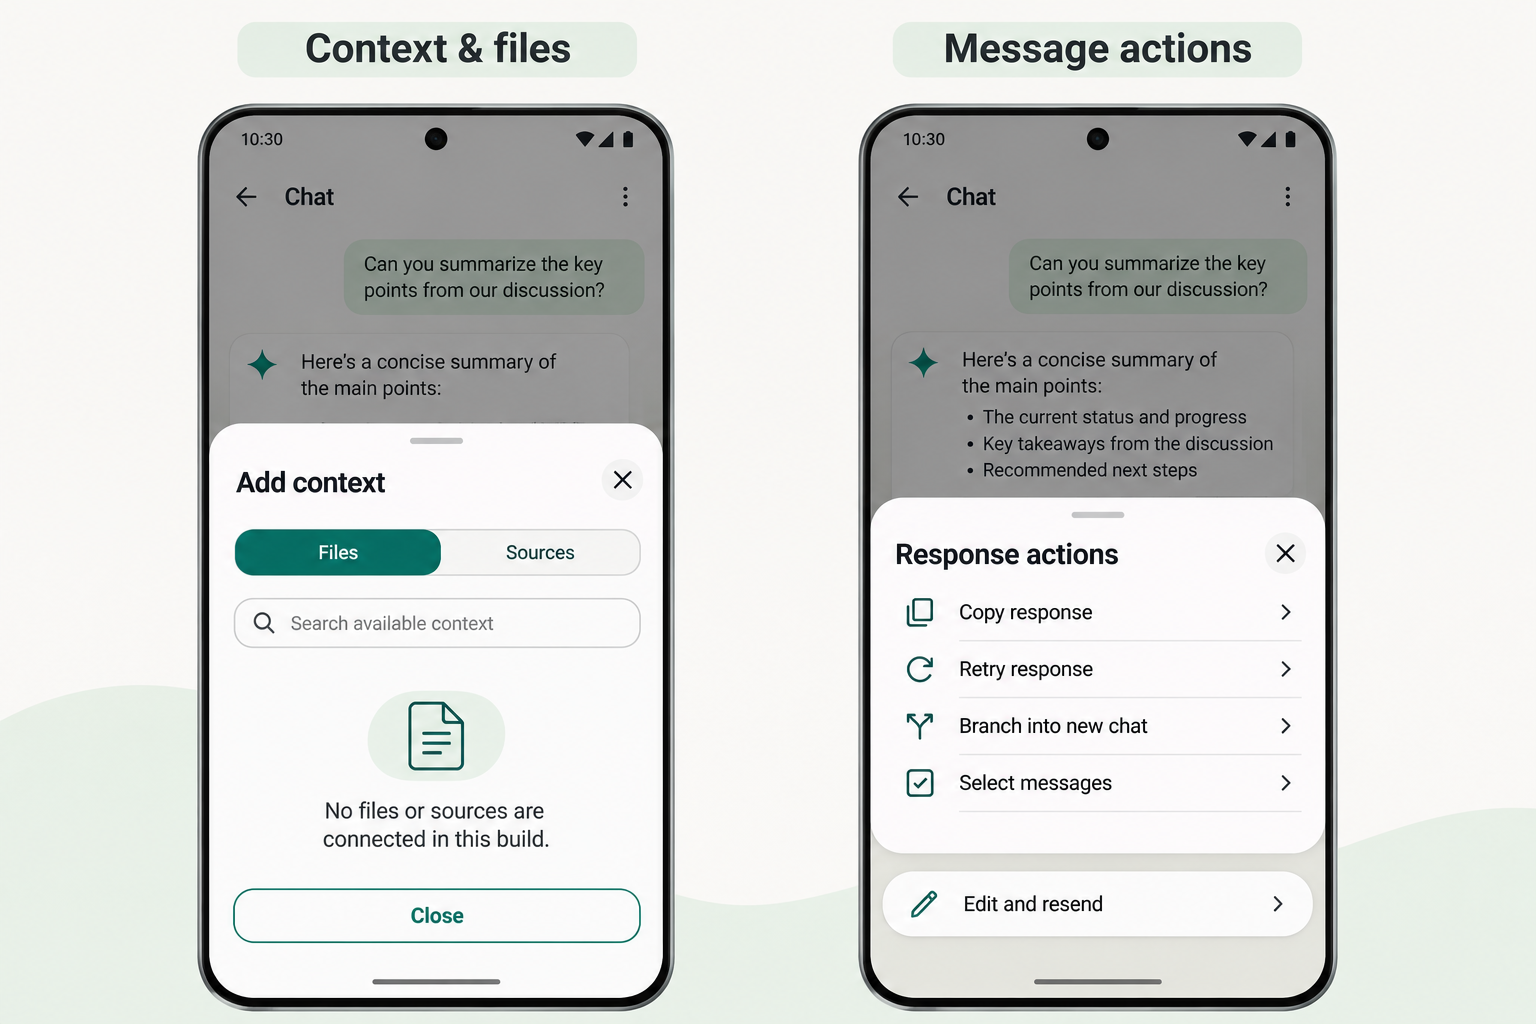 Context & files
10:30
Chat
Can you summarize the key
points from our discussion?
Here's a concise summary of
the main points:
Add context
Files
Sources
Search available context
No files or sources are
connected in this build.
Close
Message actions
10:30
Chat
Can you summarize the key
points from our discussion?
Here's a concise summary of
the main points:
• The current status and progress
• Key takeaways from the discussion
• Recommended next steps
Response actions
Copy response
Retry response
Branch into new chat
Select messages
Edit and resend